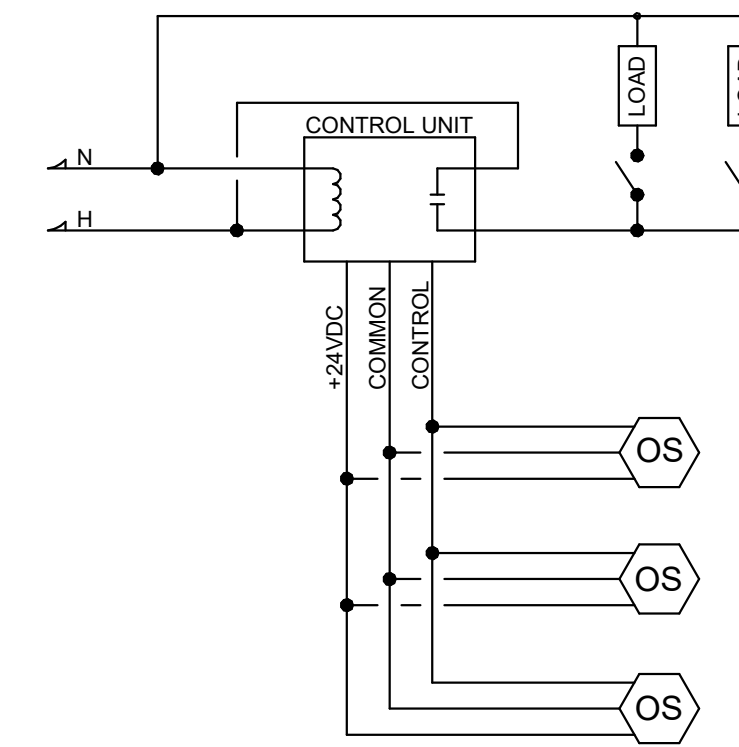 LOAD
CONTROL UNIT
N
H
+24VDC
COMMON
CONTROL
OS
OS
OS